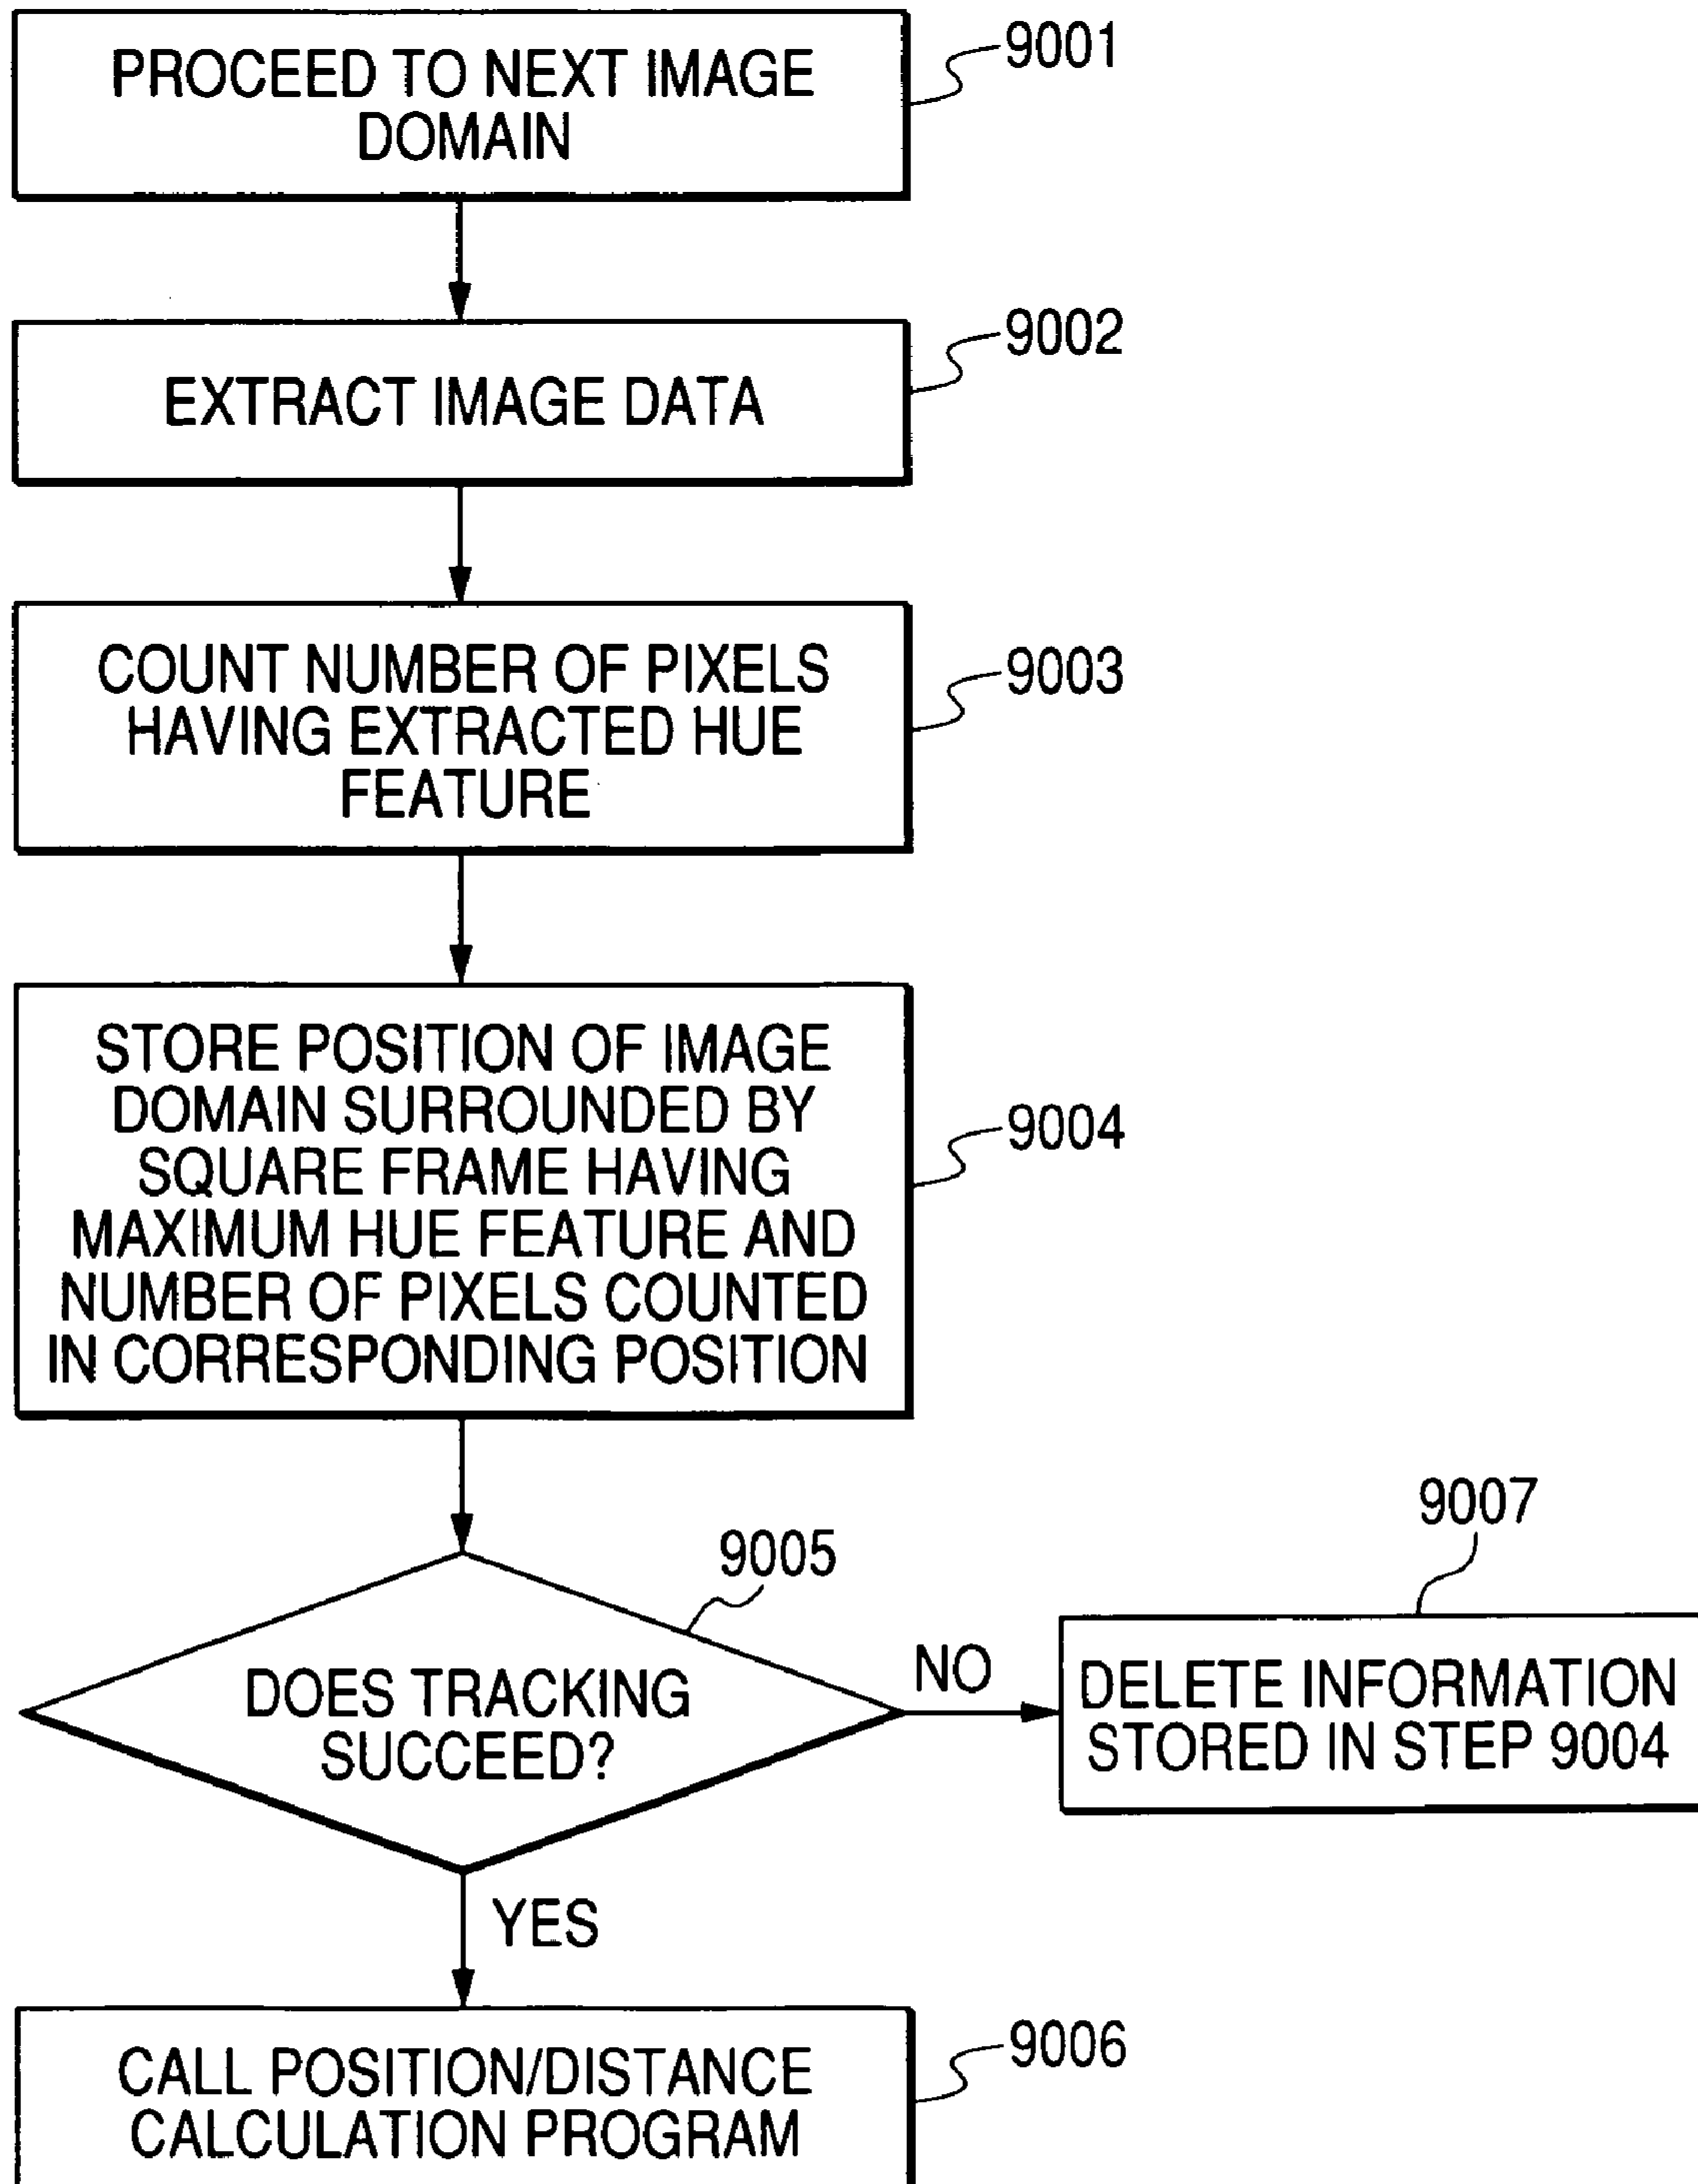 PROCEED TO NEXT IMAGE
DOMAIN
9001
EXTRACT IMAGE DATA
9002
COUNT NUMBER OF PIXELS
HAVING EXTRACTED HUE
FEATURE
9003
STORE POSITION OF IMAGE
DOMAIN SURROUNDED BY
SQUARE FRAME HAVING
MAXIMUM HUE FEATURE AND
NUMBER OF PIXELS COUNTED
IN CORRESPONDING POSITION
9004
DOES TRACKING
SUCCEED?
9005
NO
DELETE INFORMATION
STORED IN STEP 9004
9007
YES
CALL POSITION/DISTANCE
CALCULATION PROGRAM
9006